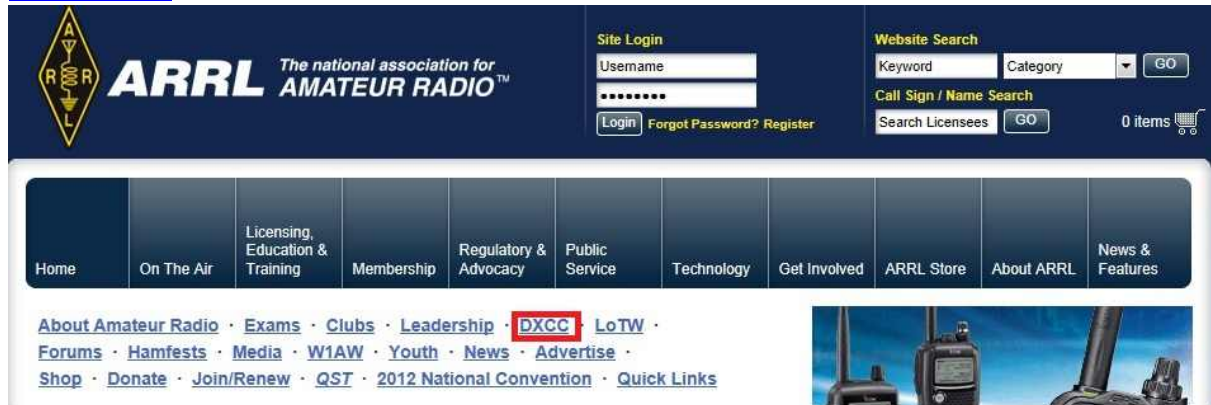 ARRL
The national association for
AMATEUR RADIO™
Site Login
Username
••••••••
Login Forgot Password? Register
Website Search
Keyword Category GO
Call Sign / Name Search
Search Licensees GO
0 items
Home
On The Air
Licensing,
Education &
Training
Membership
Regulatory &
Advocacy
Public
Service
Technology
Get Involved
ARRL Store
About ARRL
News &
Features
About Amateur Radio · Exams · Clubs · Leadership · DXCC · LoTW ·
Forums · Hamfests · Media · W1AW · Youth · News · Advertise ·
Shop · Donate · Join/Renew · QST · 2012 National Convention · Quick Links